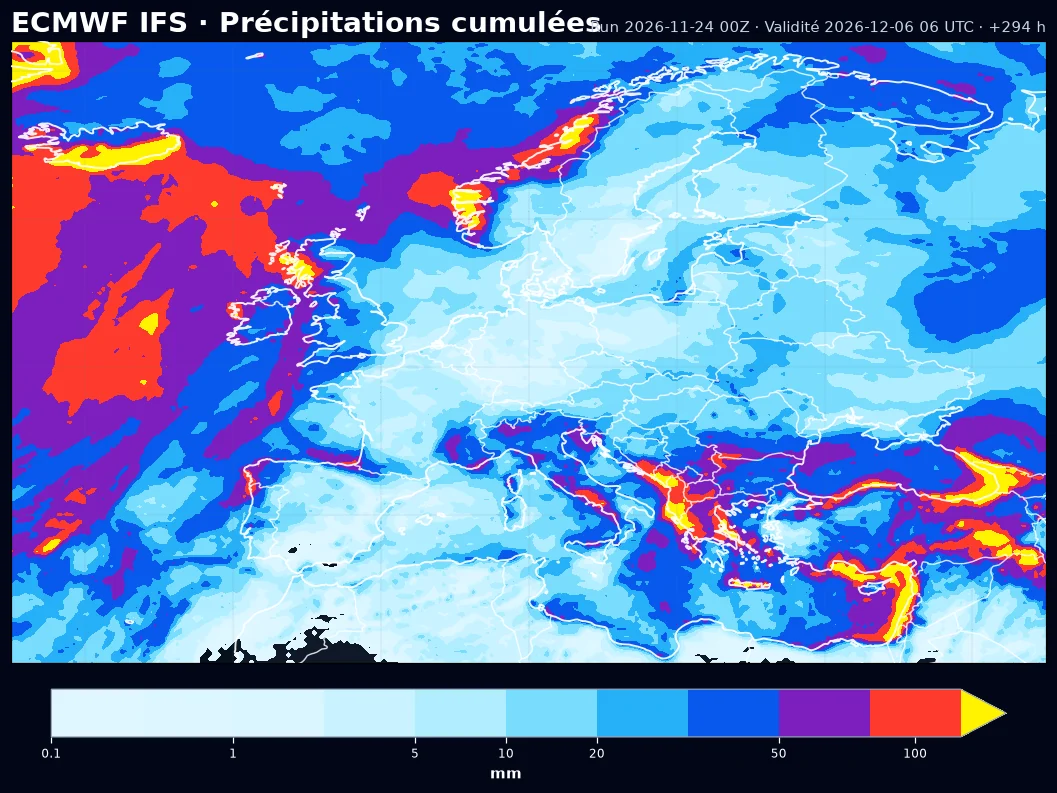 ECMWF IFS · Précipitations cumulées
Run 2026-11-24 00Z · Validité 2026-12-06 06 UTC · +294 h
0.1 1 5 10 20 50 100
mm